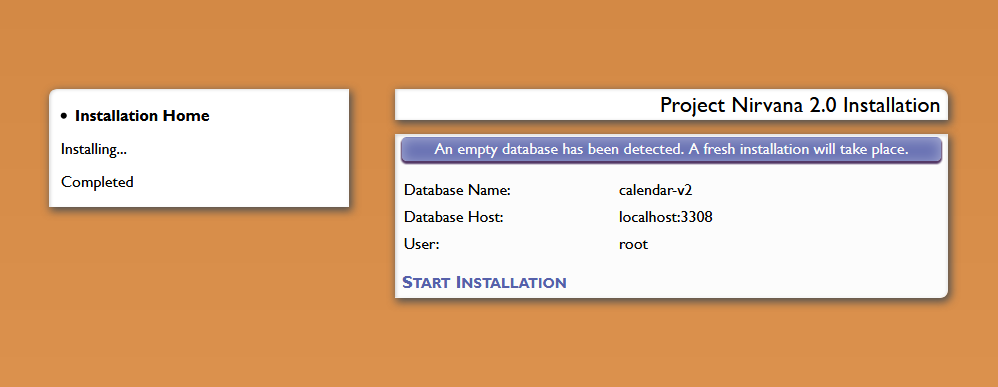 • Installation Home
Installing...
Completed
Project Nirvana 2.0 Installation
An empty database has been detected. A fresh installation will take place.
Database Name: calendar-v2
Database Host: localhost:3308
User: root
START INSTALLATION